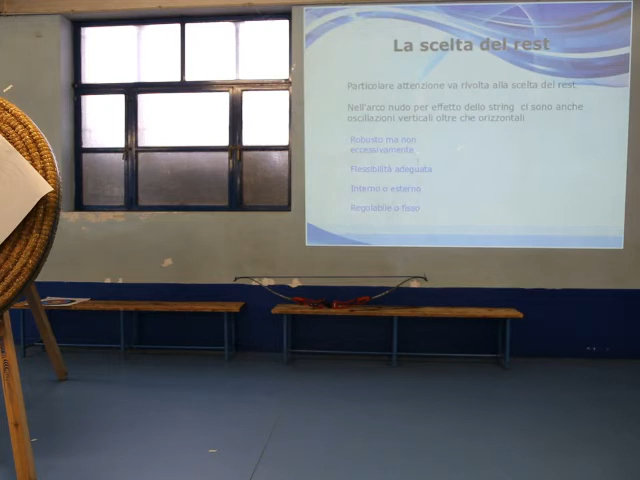 La scelta del rest
Particolare attenzione va rivolta alla scelta del rest
Nell'arco nudo per effetto dello string ci sono anche
oscillazioni verticali oltre che orizzontali
Robusto ma non
eccessivamente
Flessibilità adeguata
Interno o esterno
Regolabile o fisso